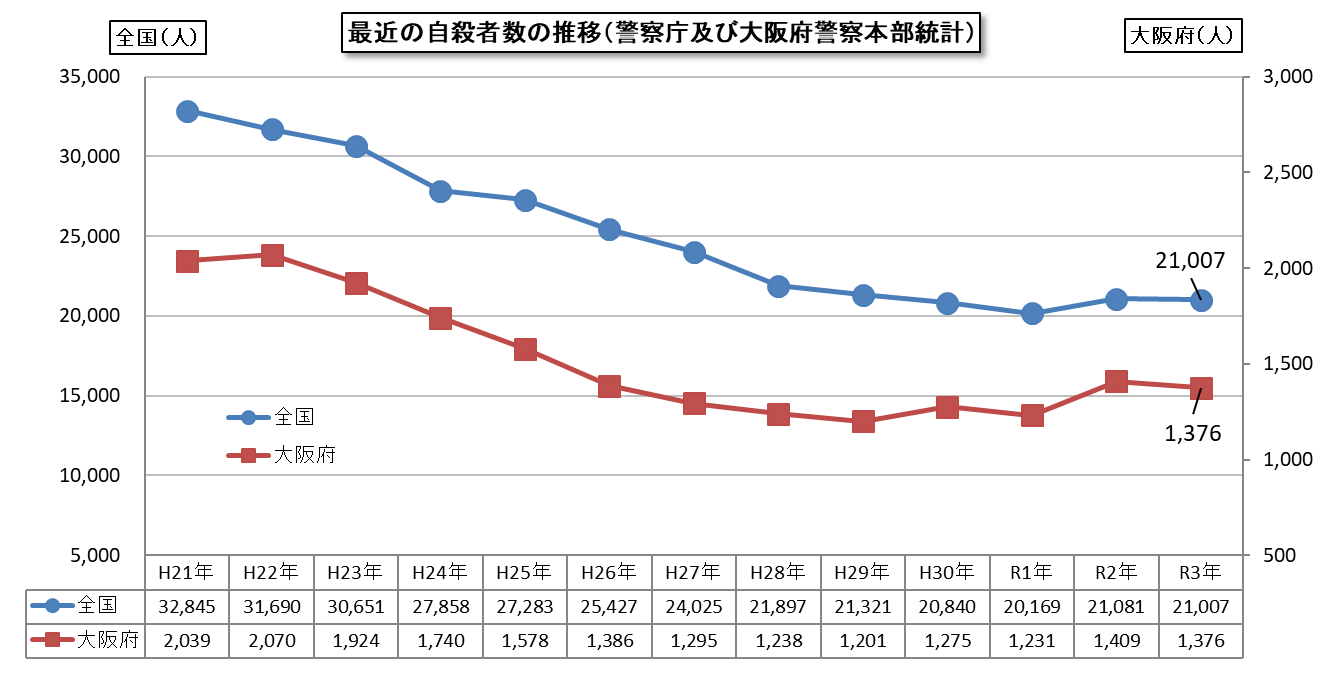 全国(人)
最近の自殺者数の推移(警察庁及び大阪府警察本部統計)
大阪府(人)
35,000
30,000
25,000
20,000
15,000
10,000
5,000
3,000
2,500
2,000
1,500
1,000
500
21,007
1,376
全国
大阪府
H21年 H22年 H23年 H24年 H25年 H26年 H27年 H28年 H29年 H30年 R1年 R2年 R3年
全国 32,845 31,690 30,651 27,858 27,283 25,427 24,025 21,897 21,321 20,840 20,169 21,081 21,007
大阪府 2,039 2,070 1,924 1,740 1,578 1,386 1,295 1,238 1,201 1,275 1,231 1,409 1,376